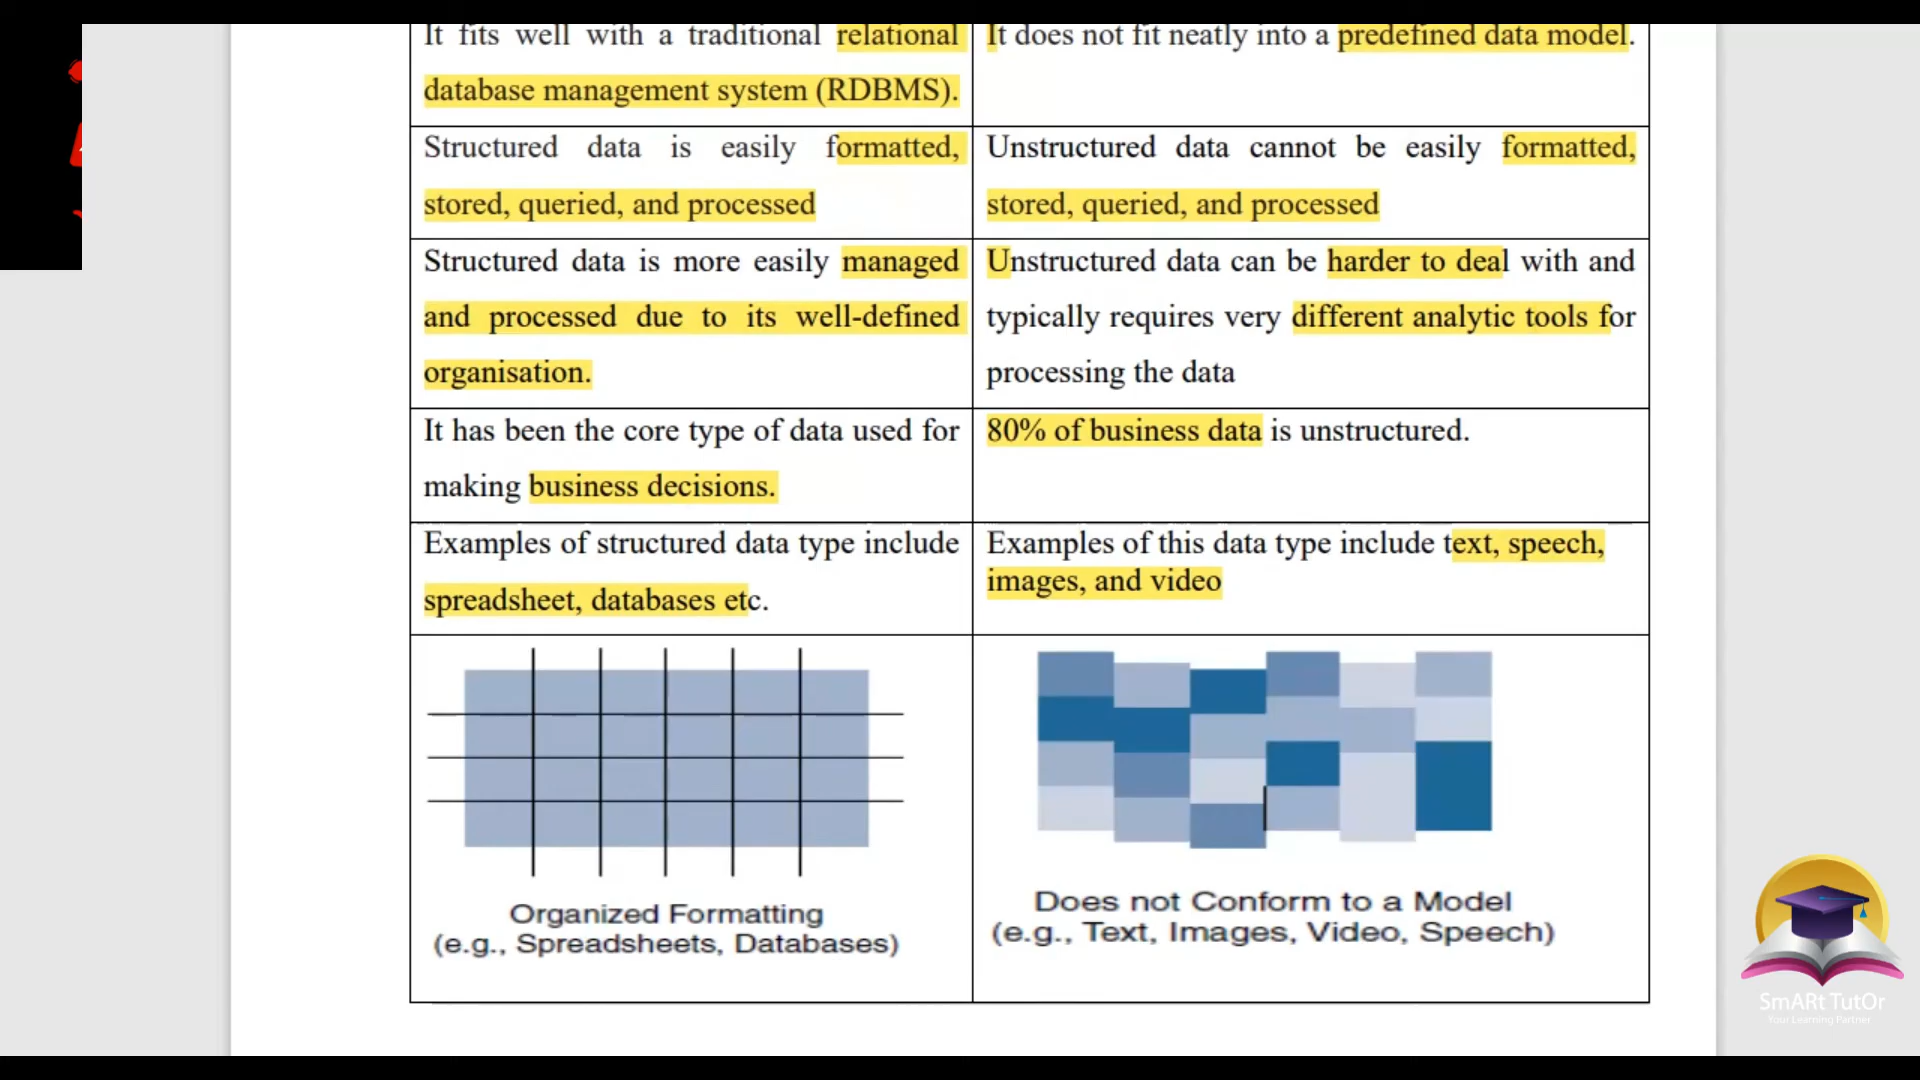 It fits well with a traditional relational
database management system (RDBMS).
It does not fit neatly into a predefined data model.
Structured data is easily formatted,
stored, queried, and processed
Unstructured data cannot be easily formatted,
stored, queried, and processed
Structured data is more easily managed
and processed due to its well-defined
organisation.
Unstructured data can be harder to deal with and
typically requires very different analytic tools for
processing the data
It has been the core type of data used for
making business decisions.
80% of business data is unstructured.
Examples of structured data type include
spreadsheet, databases etc.
Examples of this data type include text, speech,
images, and video
Organized Formatting
(e.g., Spreadsheets, Databases)
Does not Conform to a Model
(e.g., Text, Images, Video, Speech)
SmARt TutOr
Your Learning Partner